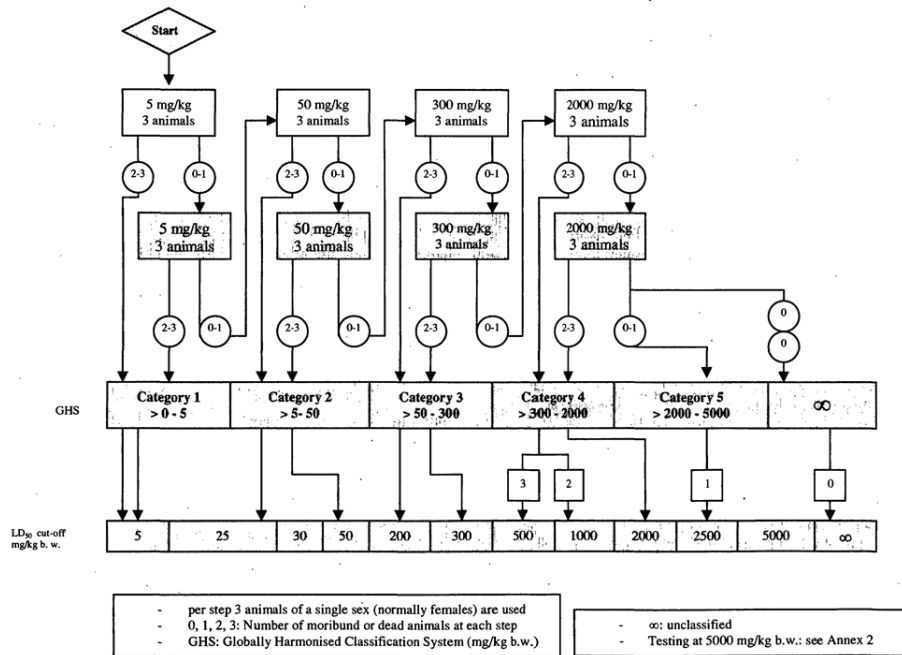 Start
5 mg/kg
3 animals
50 mg/kg
3 animals
300 mg/kg
3 animals
2000 mg/kg
3 animals
2-3
0-1
2-3
0-1
2-3
0-1
2-3
0-1
5 mg/kg
3 animals
50 mg/kg
3 animals
300 mg/kg
3 animals
2000 mg/kg
3 animals
0
2-3
0-1
2-3
0-1
2-3
0-1
2-3
0-1
0
GHS
Category 1
> 0 - 5
Category 2
> 5- 50
Category 3
> 50 - 300
Category 4
> 300 - 2000
Category 5
> 2000 - 5000
∞
3
2
1
0
LD50 cut-off
mg/kg b. w.
5
25
30
50
200
300
500
1000
2000
2500
5000
∞
- per step 3 animals of a single sex (normally females) are used
- 0, 1, 2, 3: Number of moribund or dead animals at each step
- GHS: Globally Harmonised Classification System (mg/kg b.w.)
- ∞: unclassified
- Testing at 5000 mg/kg b.w.: see Annex 2